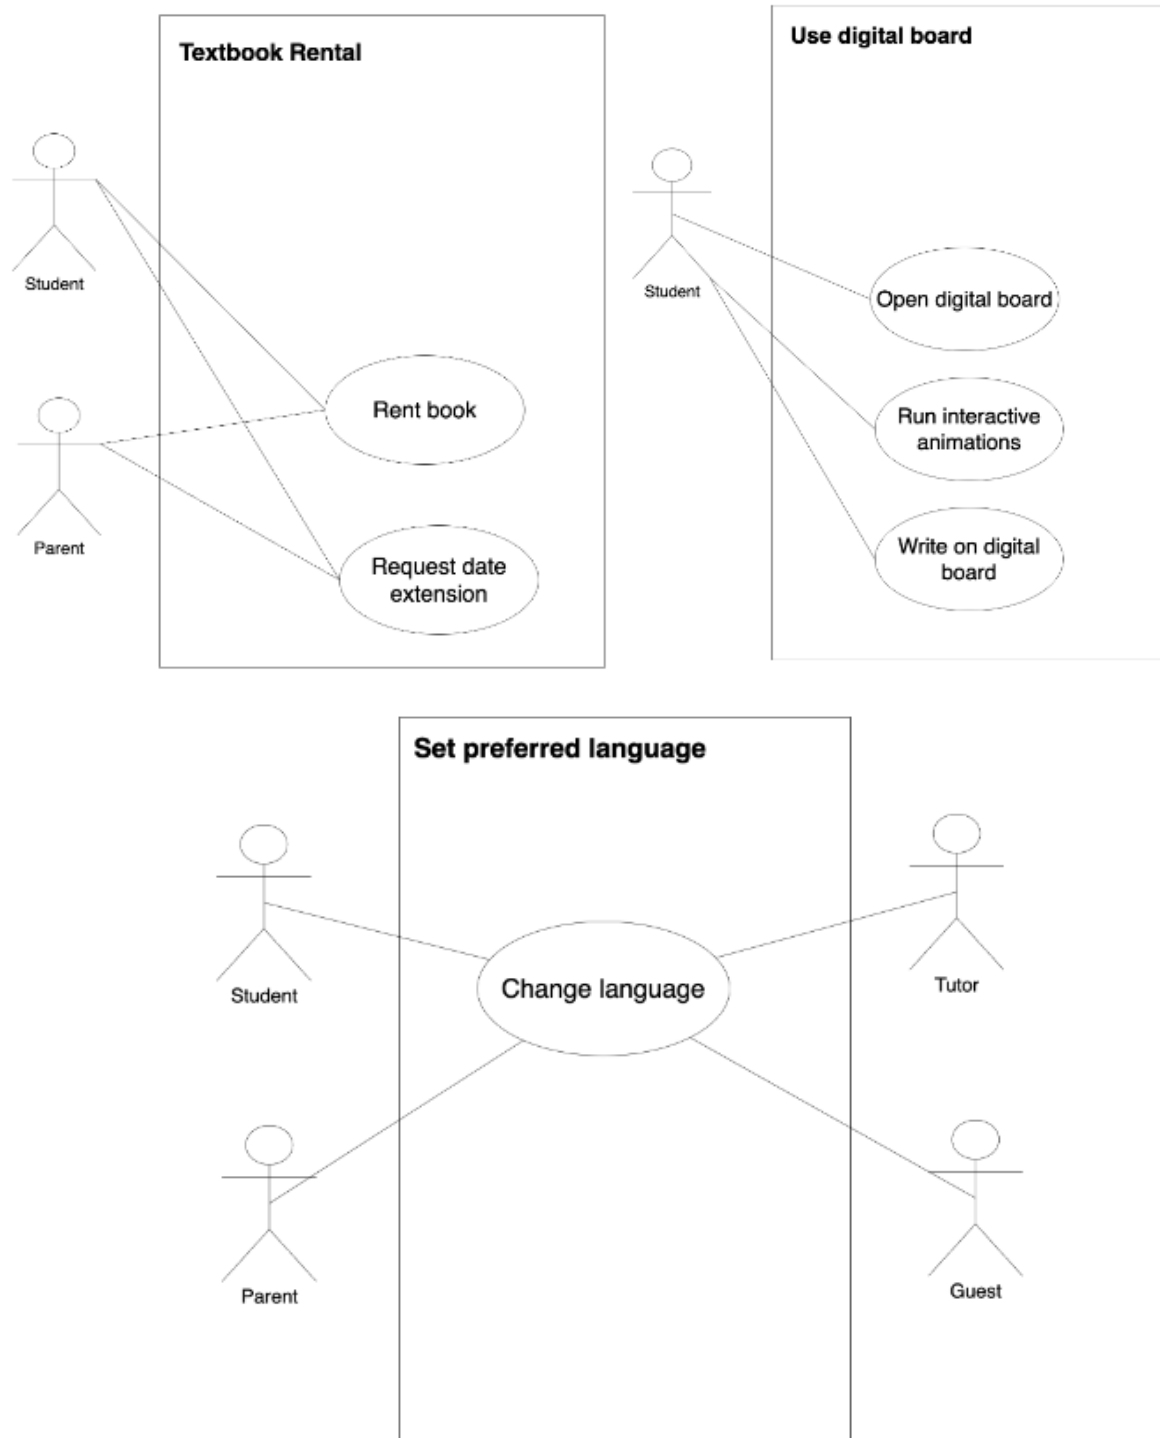 Textbook Rental
Student
Rent book
Parent
Request date
extension
Use digital board
Student
Open digital board
Run interactive
animations
Write on digital
board
Set preferred language
Student
Change language
Tutor
Parent
Guest